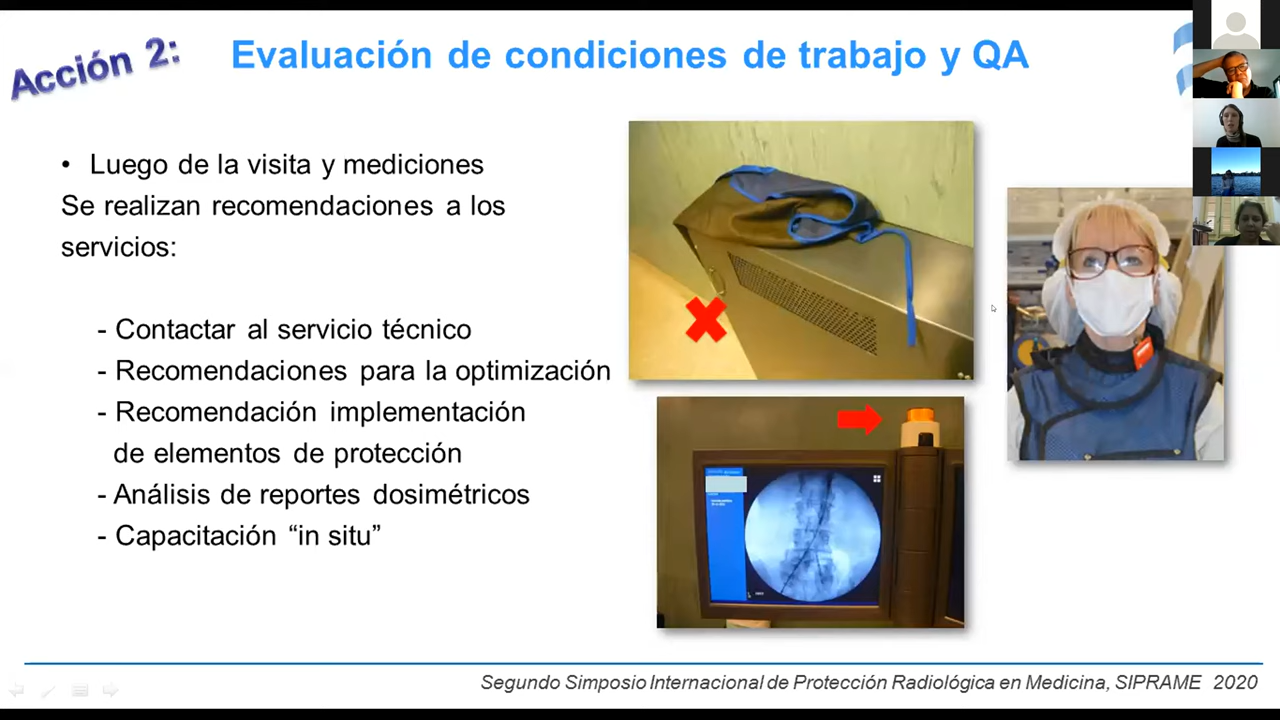 Acción 2:
Evaluación de condiciones de trabajo y QA
• Luego de la visita y mediciones
Se realizan recomendaciones a los
servicios:
- Contactar al servicio técnico
- Recomendaciones para la optimización
- Recomendación implementación
de elementos de protección
- Análisis de reportes dosimétricos
- Capacitación “in situ”
Segundo Simposio Internacional de Protección Radiológica en Medicina, SIPRAME 2020